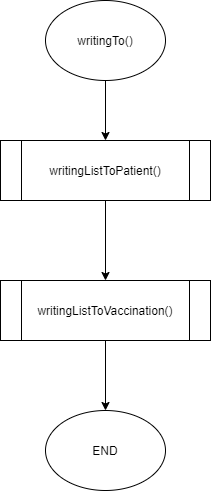 writingTo()
writingListToPatient()
writingListToVaccination()
END